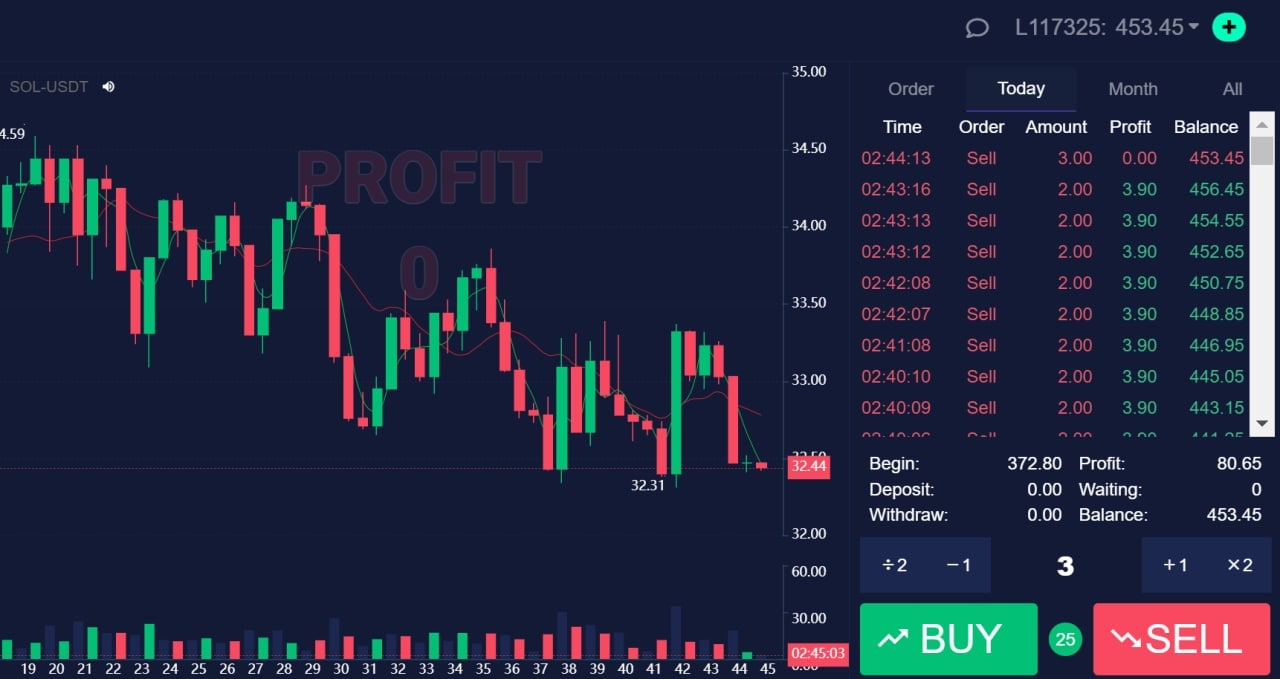 L117325: 453.45
SOL-USDT
Order Today Month All
Time Order Amount Profit Balance
02:44:13 Sell 3.00 0.00 453.45
02:43:16 Sell 2.00 3.90 456.45
02:43:13 Sell 2.00 3.90 454.55
02:43:12 Sell 2.00 3.90 452.65
02:42:08 Sell 2.00 3.90 450.75
02:42:07 Sell 2.00 3.90 448.85
02:41:08 Sell 2.00 3.90 446.95
02:40:10 Sell 2.00 3.90 445.05
02:40:09 Sell 2.00 3.90 443.15
Begin: 372.80 Profit: 80.65
Deposit: 0.00 Waiting: 0
Withdraw: 0.00 Balance: 453.45
÷2 −1 3 +1 ×2
BUY 25 SELL
PROFIT
0
4.59
32.31
35.00
34.50
34.00
33.50
33.00
32.50
32.44
32.00
60.00
30.00
02:45:03
0.00
19 20 21 22 23 24 25 26 27 28 29 30 31 32 33 34 35 36 37 38 39 40 41 42 43 44 45